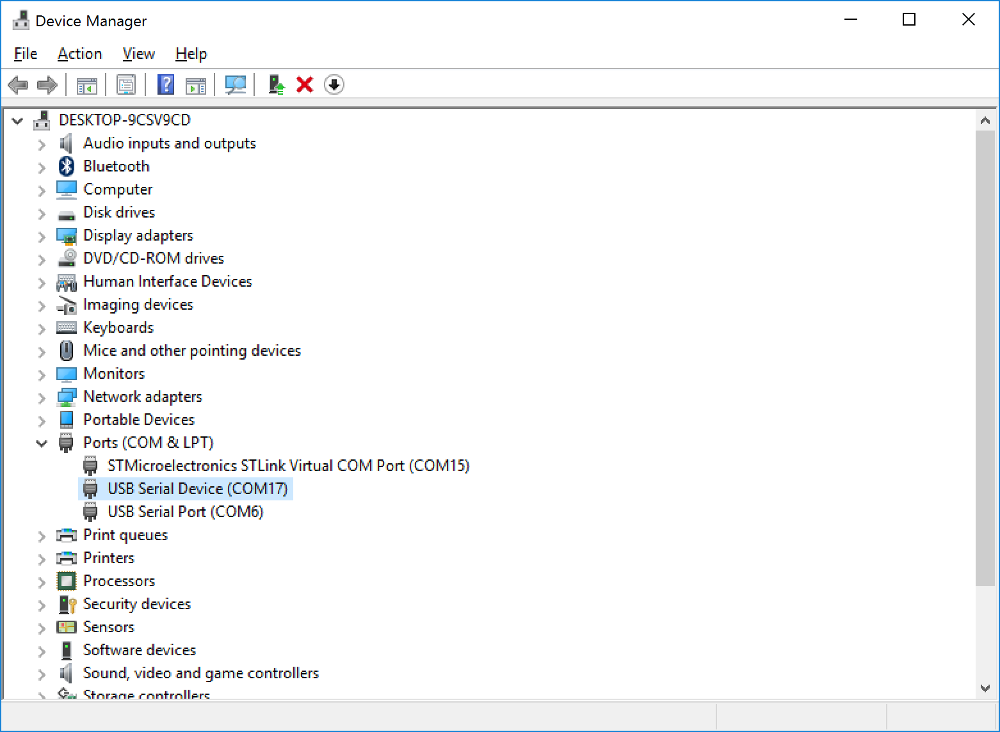 Device Manager
File Action View Help
DESKTOP-9CSV9CD
Audio inputs and outputs
Bluetooth
Computer
Disk drives
Display adapters
DVD/CD-ROM drives
Human Interface Devices
Imaging devices
Keyboards
Mice and other pointing devices
Monitors
Network adapters
Portable Devices
Ports (COM & LPT)
STMicroelectronics STLink Virtual COM Port (COM15)
USB Serial Device (COM17)
USB Serial Port (COM6)
Print queues
Printers
Processors
Security devices
Sensors
Software devices
Sound, video and game controllers
Storage controllers